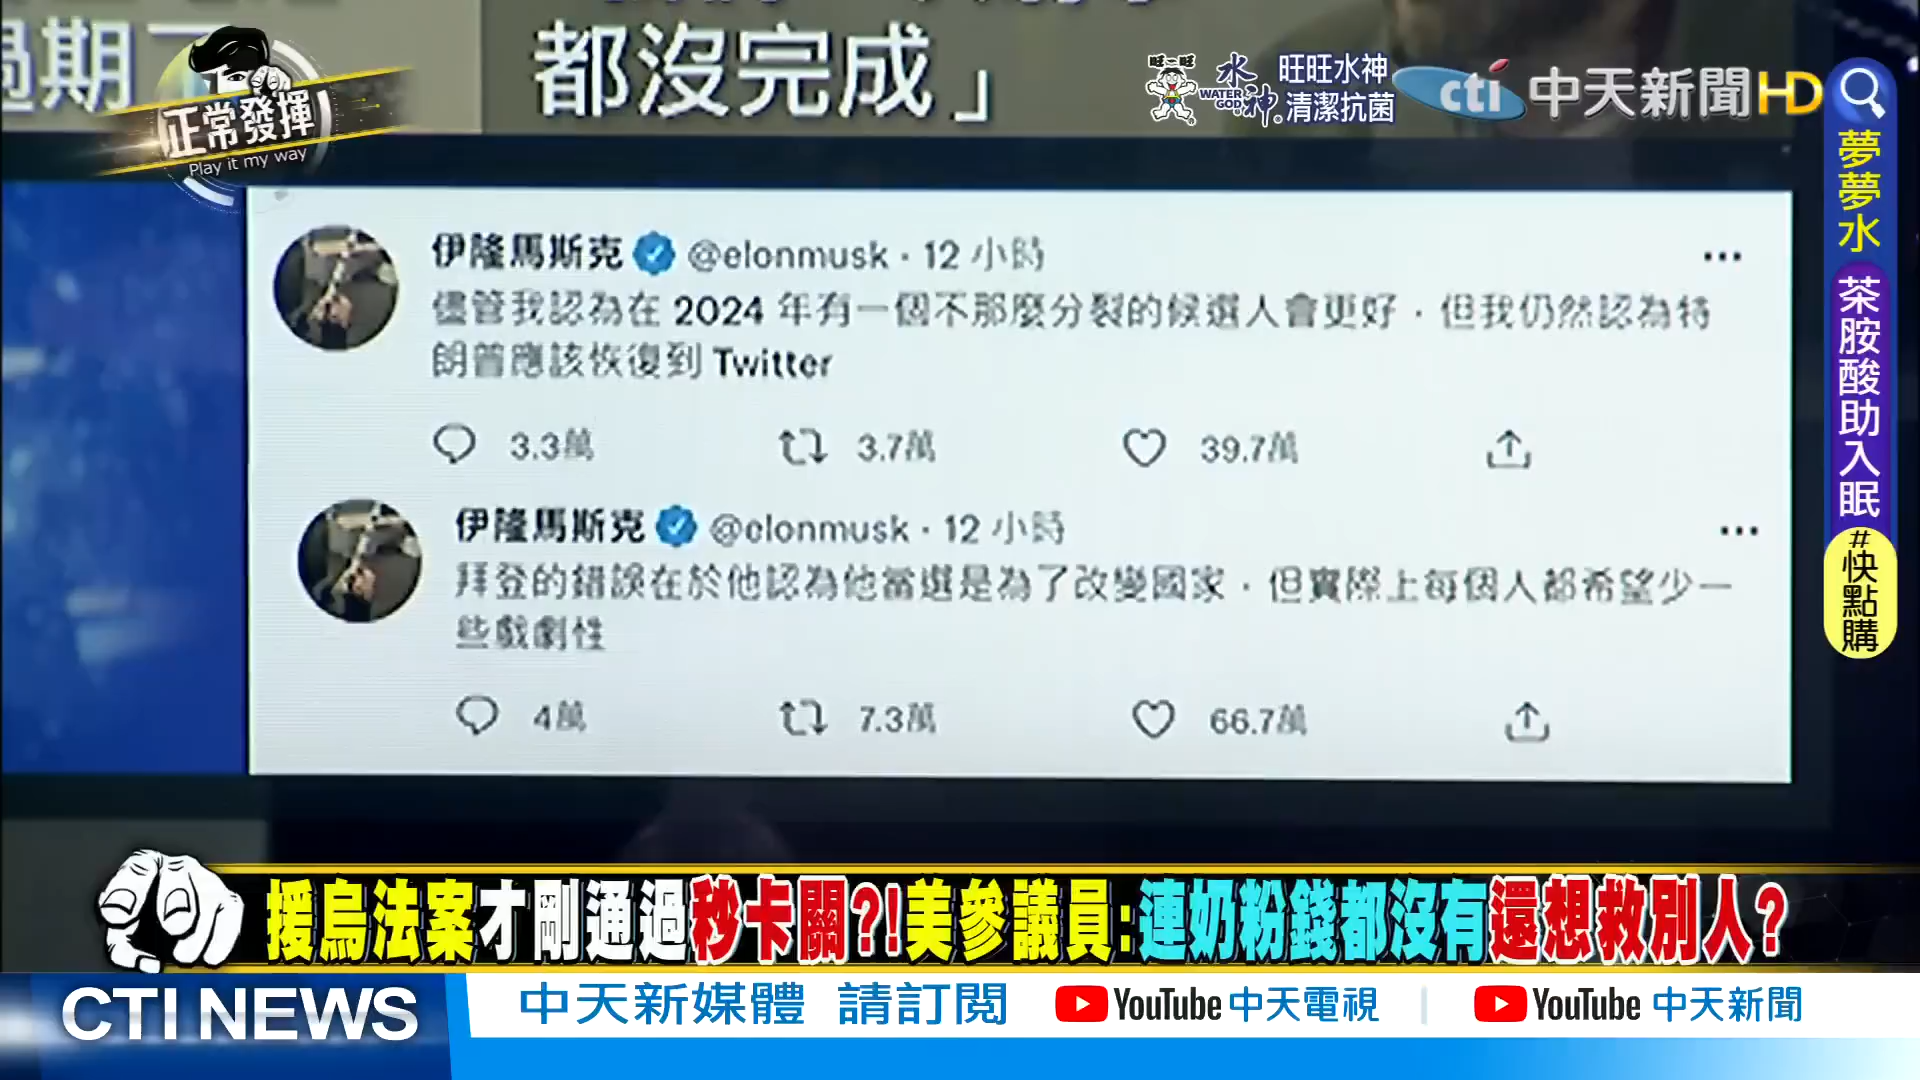 過期
都沒完成」
正常發揮
Play it my way
旺旺
水神
WATER GOD
旺旺水神
清潔抗菌
cti 中天新聞HD
夢夢水
茶胺酸助入眠
#快點購
伊隆馬斯克 @elonmusk · 12 小時
儘管我認為在 2024 年有一個不那麼分裂的候選人會更好,但我仍然認為特
朗普應該恢復到 Twitter
3.3萬 3.7萬 39.7萬
伊隆馬斯克 @elonmusk · 12 小時
拜登的錯誤在於他認為他當選是為了改變國家,但實際上每個人都希望少一
些戲劇性
4萬 7.3萬 66.7萬
援烏法案才剛通過秒卡關?!美參議員:連奶粉錢都沒有還想救別人?
CTI NEWS
中天新媒體 請訂閱 YouTube 中天電視 | YouTube 中天新聞